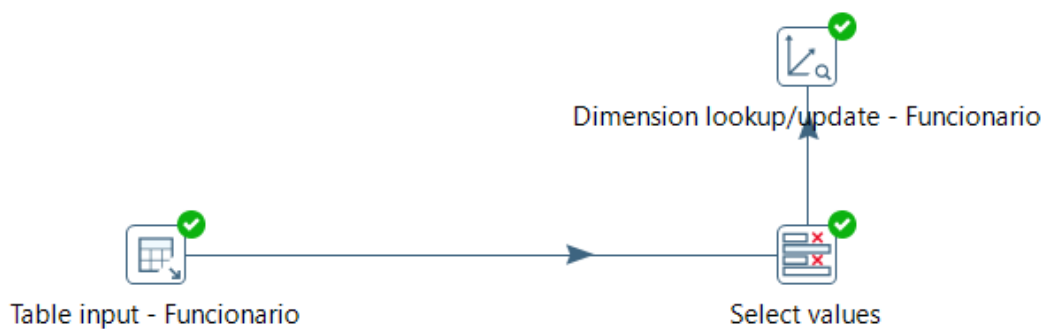 Dimension lookup/update - Funcionario
Table input - Funcionario
Select values